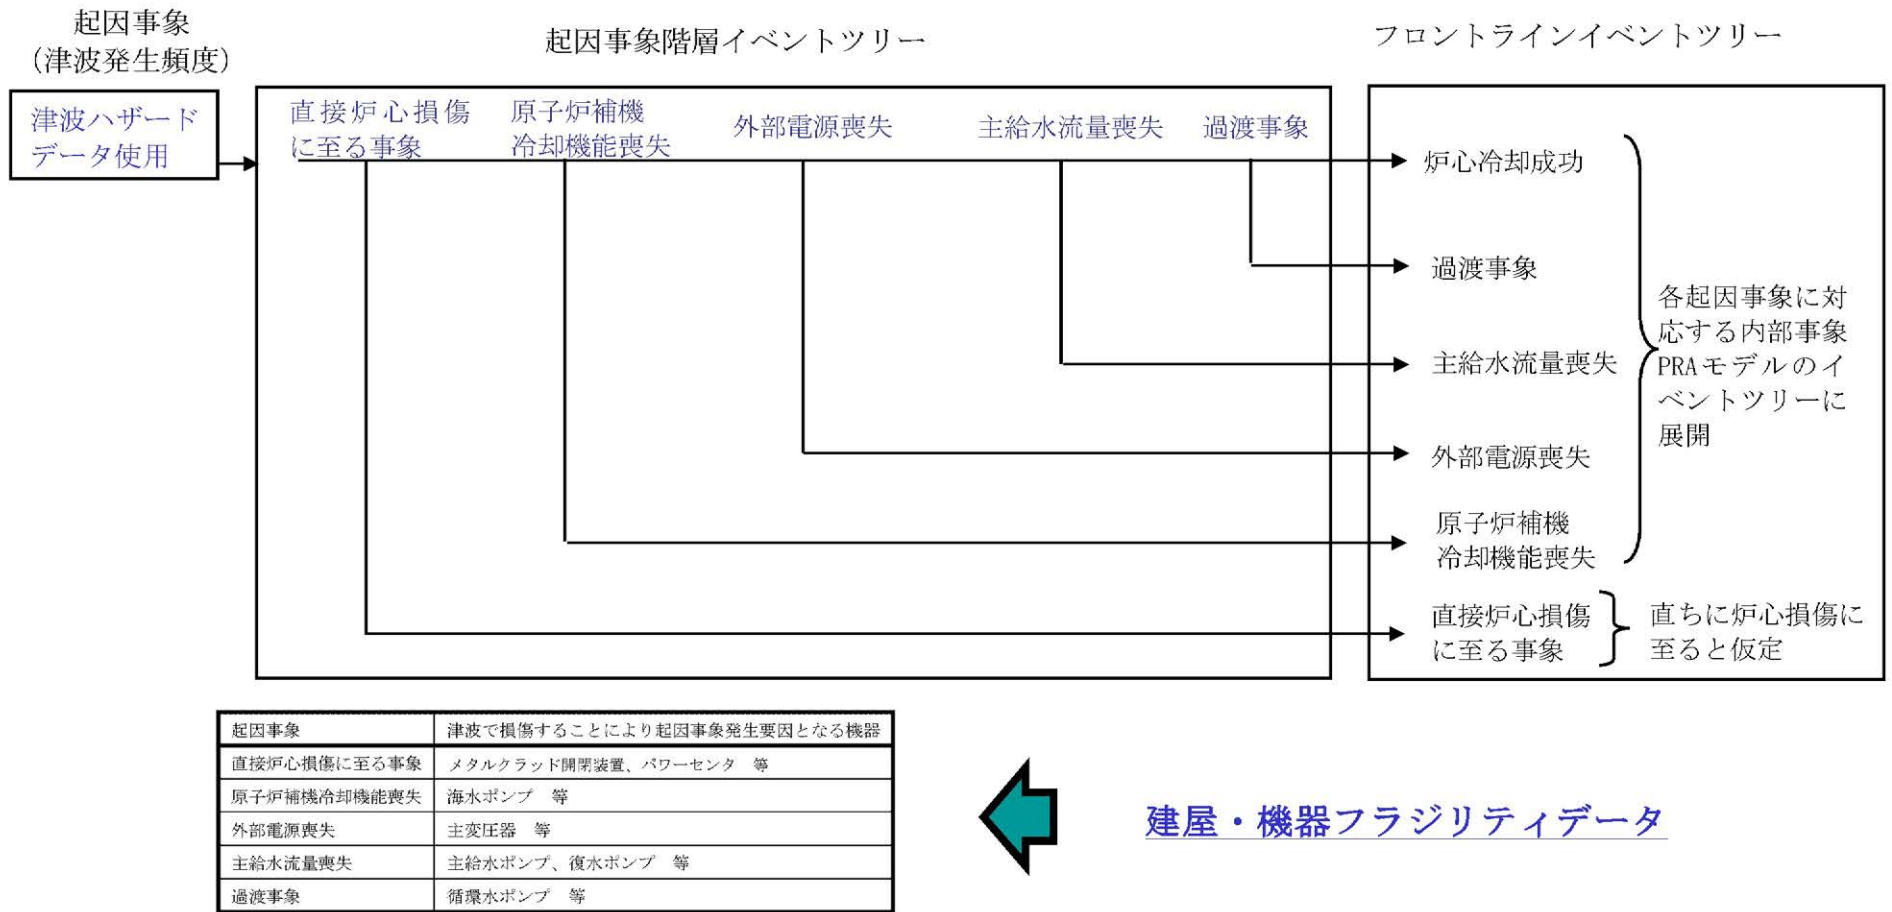 起因事象
（津波発生頻度）
津波ハザード
データ使用
起因事象階層イベントツリー
直接炉心損傷
に至る事象
原子炉補機
冷却機能喪失
外部電源喪失
主給水流量喪失
過渡事象
フロントラインイベントツリー
炉心冷却成功
過渡事象
主給水流量喪失
外部電源喪失
原子炉補機
冷却機能喪失
各起因事象に対
応する内部事象
PRAモデルのイ
ベントツリーに
展開
直接炉心損傷
に至る事象
直ちに炉心損傷に
至ると仮定
起因事象 津波で損傷することにより起因事象発生要因となる機器
直接炉心損傷に至る事象 メタルクラッド開閉装置、パワーセンタ 等
原子炉補機冷却機能喪失 海水ポンプ 等
外部電源喪失 主変圧器 等
主給水流量喪失 主給水ポンプ、復水ポンプ 等
過渡事象 循環水ポンプ 等
建屋・機器フラジリティデータ